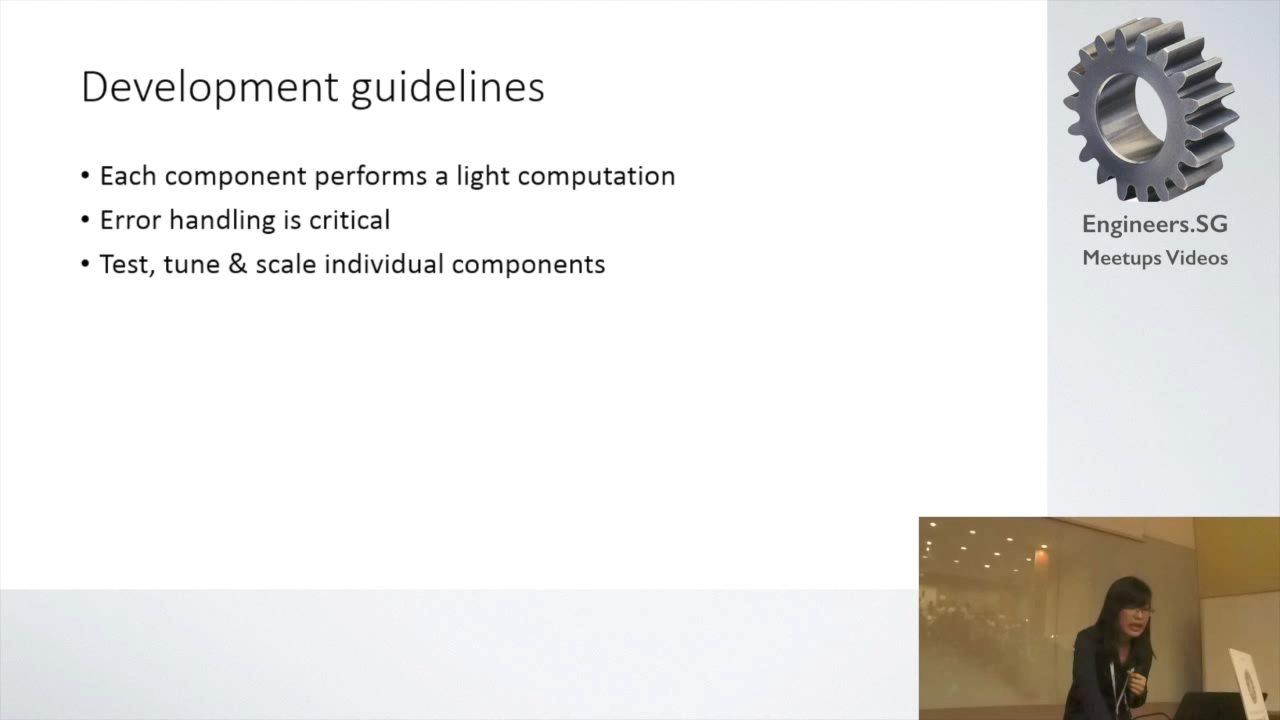 Development guidelines
• Each component performs a light computation
• Error handling is critical
• Test, tune & scale individual components
Engineers.SG
Meetups Videos